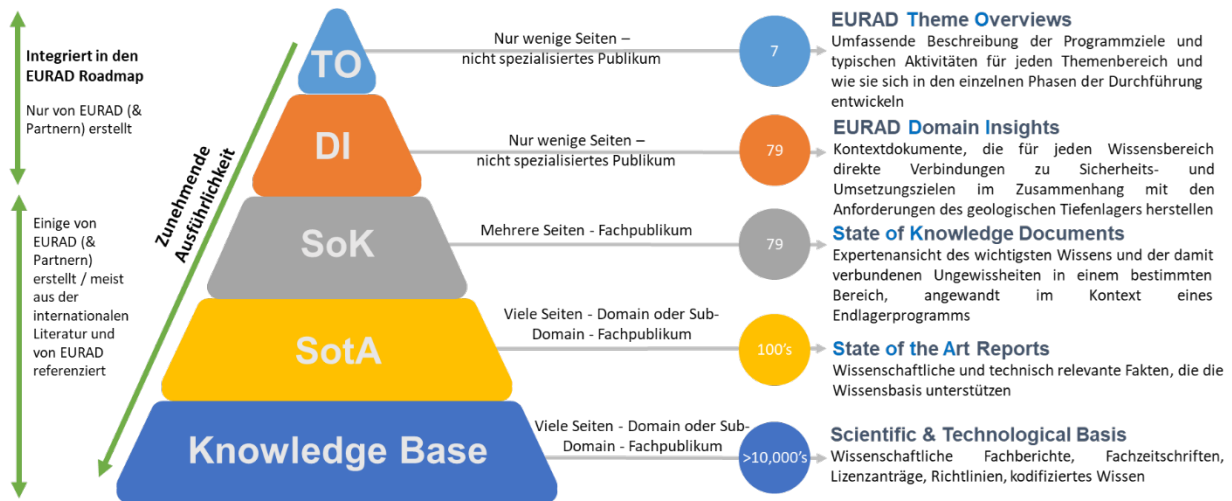 Integriert in den
EURAD Roadmap
Nur von EURAD (&
Partnern) erstellt
Einige von
EURAD (&
Partnern)
erstellt / meist
aus der
internationalen
Literatur und
von EURAD
referenziert
Zunehmende
Ausführlichkeit
TO
Nur wenige Seiten –
nicht spezialisiertes Publikum
7
EURAD Theme Overviews
Umfassende Beschreibung der Programmziele und
typischen Aktivitäten für jeden Themenbereich und
wie sie sich in den einzelnen Phasen der Durchführung
entwickeln
DI
Nur wenige Seiten –
nicht spezialisiertes Publikum
79
EURAD Domain Insights
Kontextdokumente, die für jeden Wissensbereich
direkte Verbindungen zu Sicherheits- und
Umsetzungszielen im Zusammenhang mit den
Anforderungen des geologischen Tiefenlagers herstellen
SoK
Mehrere Seiten - Fachpublikum
79
State of Knowledge Documents
Expertenansicht des wichtigsten Wissens und der damit
verbundenen Ungewissheiten in einem bestimmten
Bereich, angewandt im Kontext eines
Endlagerprogramms
SotA
Viele Seiten - Domain oder Sub-
Domain - Fachpublikum
100's
State of the Art Reports
Wissenschaftliche und technisch relevante Fakten, die die
Wissensbasis unterstützen
Knowledge Base
Viele Seiten - Domain oder Sub-
Domain - Fachpublikum
>10,000's
Scientific & Technological Basis
Wissenschaftliche Fachberichte, Fachzeitschriften,
Lizenzanträge, Richtlinien, kodifiziertes Wissen